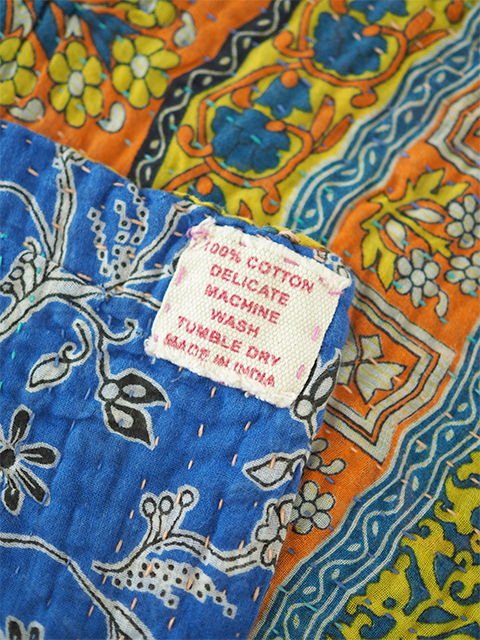 100% COTTON
DELICATE
MACHINE
WASH
TUMBLE DRY
MADE IN INDIA